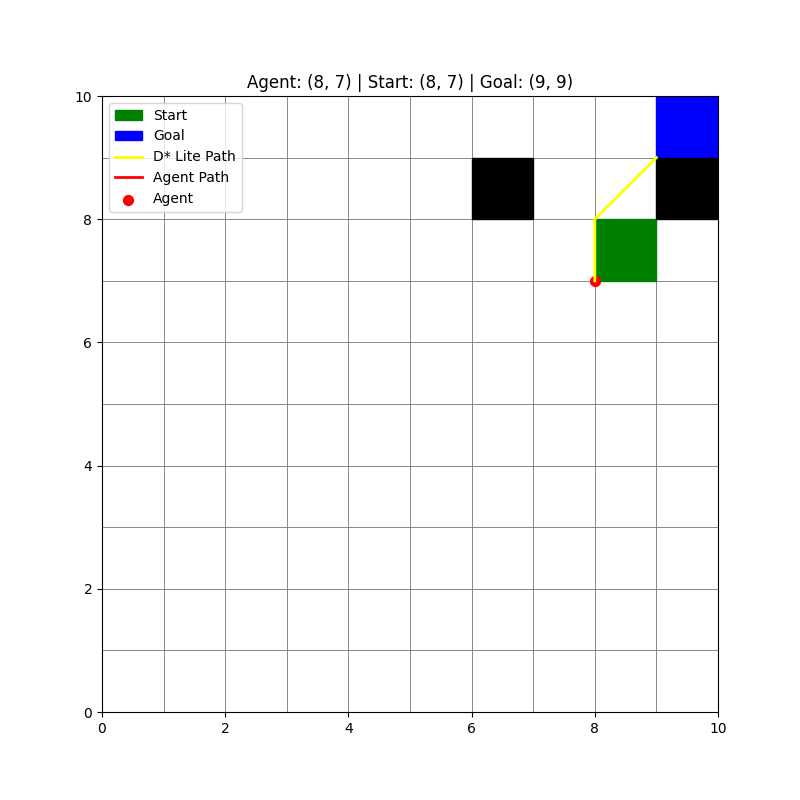 Agent: (8, 7) | Start: (8, 7) | Goal: (9, 9)
Start
Goal
D* Lite Path
Agent Path
Agent
10
8
6
4
2
0
0 2 4 6 8 10